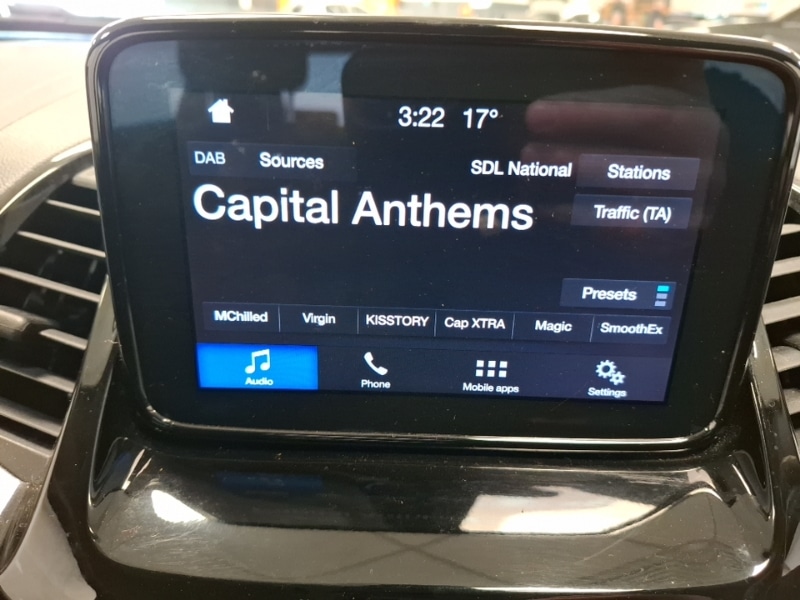 3:22 17°
DAB Sources SDL National Stations
Capital Anthems
Traffic (TA)
Presets
MChilled Virgin KISSTORY Cap XTRA Magic SmoothEx
Audio Phone Mobile apps Settings